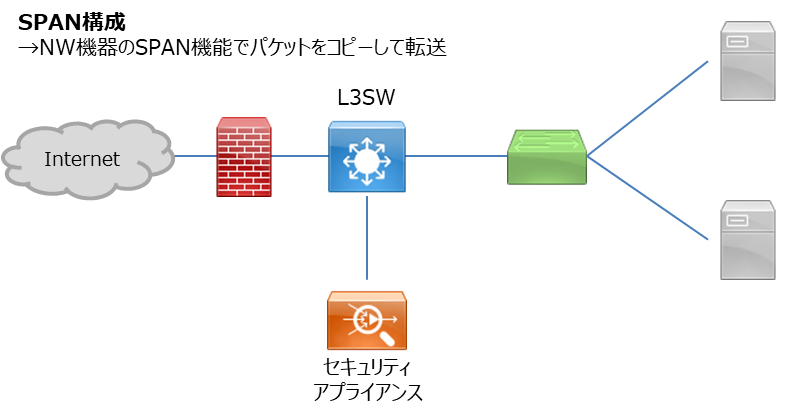 SPAN構成
→NW機器のSPAN機能でパケットをコピーして転送
L3SW
Internet
セキュリティ
アプライアンス